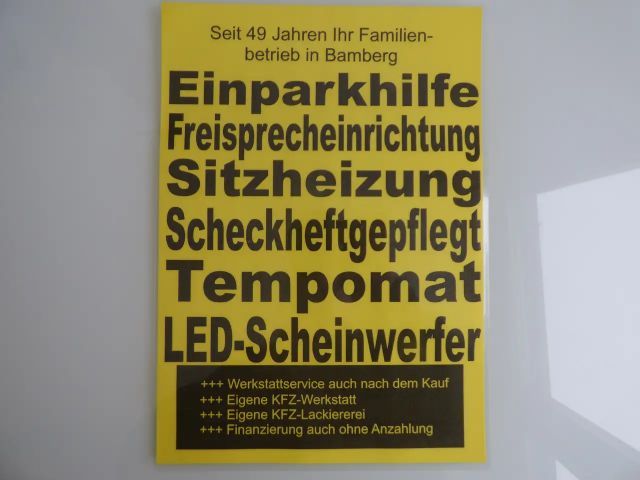 Seit 49 Jahren Ihr Familien-
betrieb in Bamberg
Einparkhilfe
Freisprecheinrichtung
Sitzheizung
Scheckheftgepflegt
Tempomat
LED-Scheinwerfer
+++ Werkstattservice auch nach dem Kauf
+++ Eigene KFZ-Werkstatt
+++ Eigene KFZ-Lackiererei
+++ Finanzierung auch ohne Anzahlung